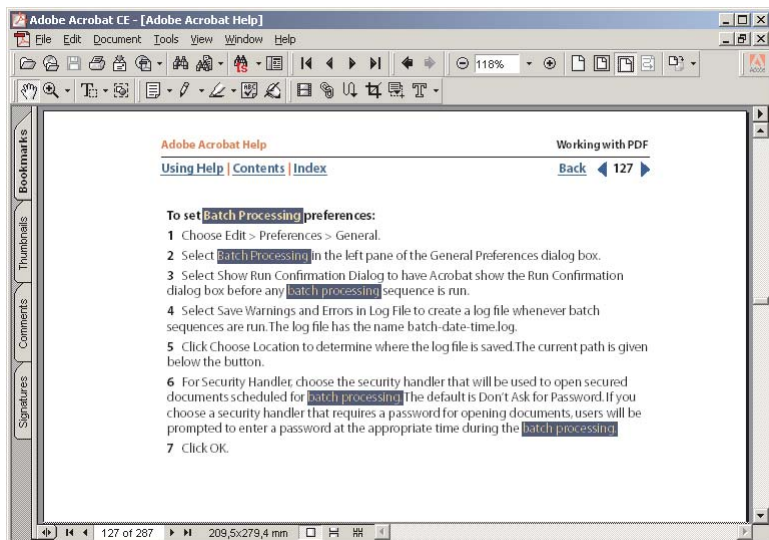 Adobe Acrobat CE - [Adobe Acrobat Help]
File Edit Document Tools View Window Help
118%
Adobe
Bookmarks
Thumbnails
Comments
Signatures
Adobe Acrobat Help Working with PDF
Using Help | Contents | Index Back 127
To set Batch Processing preferences:
1 Choose Edit > Preferences > General.
2 Select Batch Processing in the left pane of the General Preferences dialog box.
3 Select Show Run Confirmation Dialog to have Acrobat show the Run Confirmation
dialog box before any batch processing sequence is run.
4 Select Save Warnings and Errors in Log File to create a log file whenever batch
sequences are run. The log file has the name batch-date-time.log.
5 Click Choose Location to determine where the log file is saved. The current path is given
below the button.
6 For Security Handler, choose the security handler that will be used to open secured
documents scheduled for batch processing. The default is Don't Ask for Password. If you
choose a security handler that requires a password for opening documents, users will be
prompted to enter a password at the appropriate time during the batch processing.
7 Click OK.
127 of 287 209,5x279,4 mm